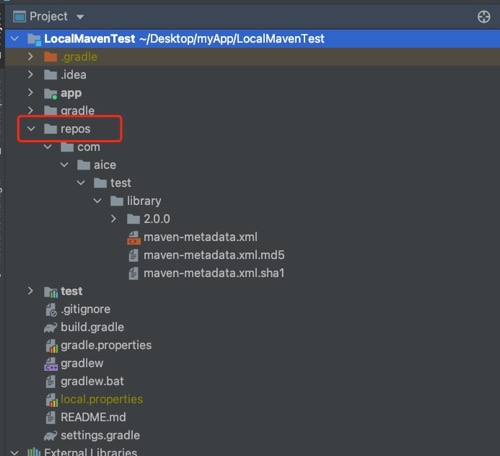 Project
LocalMavenTest ~/Desktop/myApp/LocalMavenTest
.gradle
.idea
app
gradle
repos
com
aice
test
library
2.0.0
maven-metadata.xml
maven-metadata.xml.md5
maven-metadata.xml.sha1
test
.gitignore
build.gradle
gradle.properties
gradlew
gradlew.bat
local.properties
README.md
settings.gradle
External Libraries